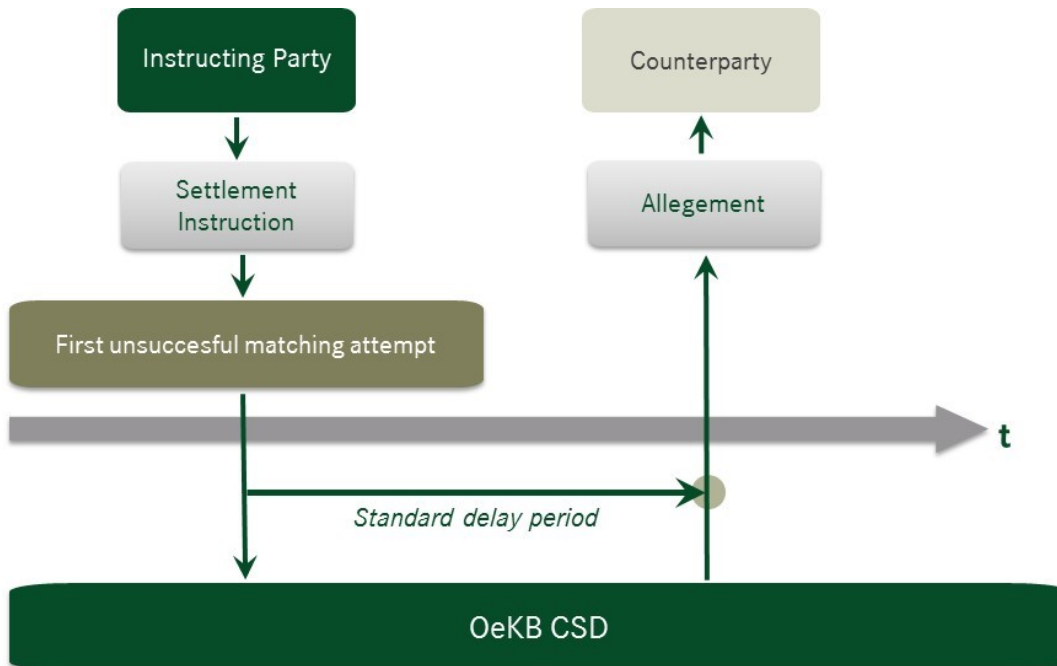 Instructing Party
Counterparty
Settlement
Instruction
Allegement
First unsuccesful matching attempt
t
Standard delay period
OeKB CSD